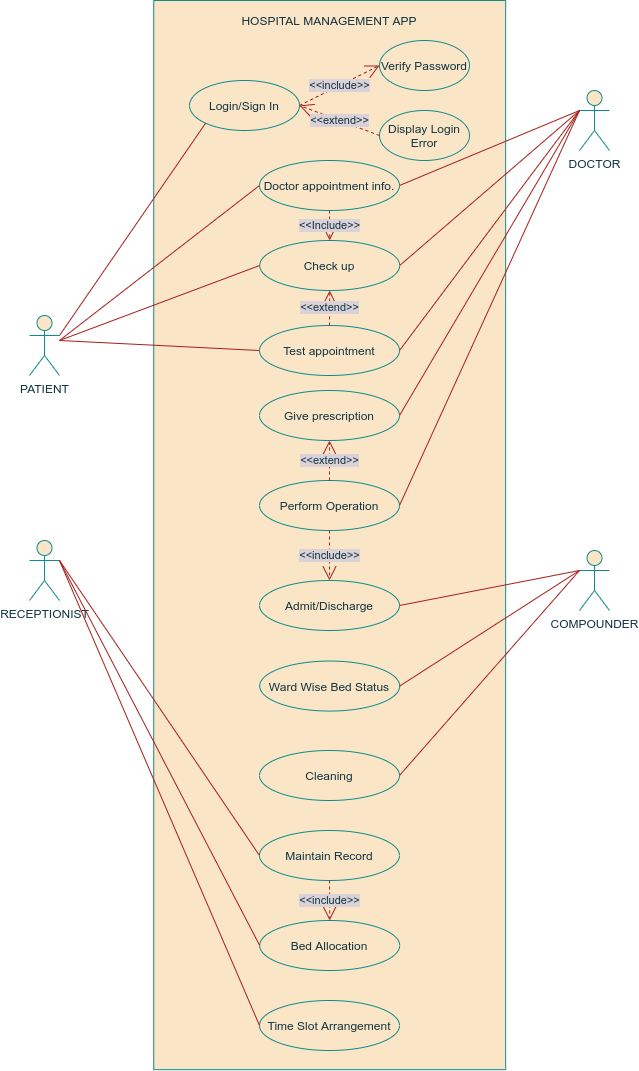 HOSPITAL MANAGEMENT APP
Verify Password
<<include>>
Login/Sign In
<<extend>>
Display Login
Error
DOCTOR
Doctor appointment info.
<<Include>>
Check up
<<extend>>
Test appointment
PATIENT
Give prescription
<<extend>>
Perform Operation
<<include>>
Admit/Discharge
RECEPTIONIST
COMPOUNDER
Ward Wise Bed Status
Cleaning
Maintain Record
<<include>>
Bed Allocation
Time Slot Arrangement